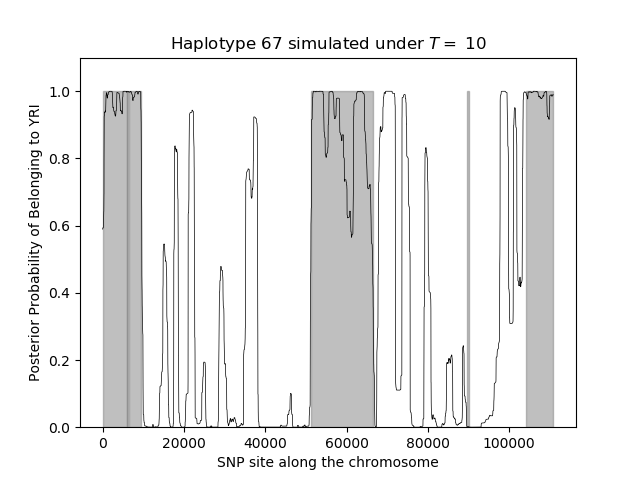 Haplotype 67 simulated under T = 10
Posterior Probability of Belonging to YRI
1.0
0.8
0.6
0.4
0.2
0.0
0 20000 40000 60000 80000 100000
SNP site along the chromosome